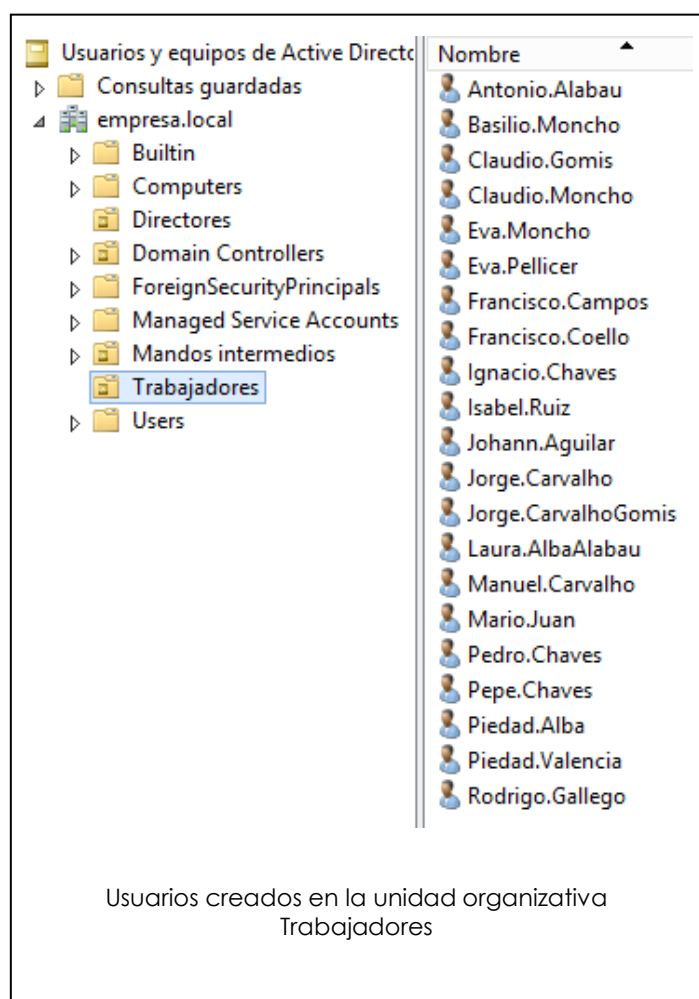 Usuarios y equipos de Active Directo
Consultas guardadas
empresa.local
Builtin
Computers
Directores
Domain Controllers
ForeignSecurityPrincipals
Managed Service Accounts
Mandos intermedios
Trabajadores
Users
Nombre
Antonio.Alabau
Basilio.Moncho
Claudio.Gomis
Claudio.Moncho
Eva.Moncho
Eva.Pellicer
Francisco.Campos
Francisco.Coello
Ignacio.Chaves
Isabel.Ruiz
Johann.Aguilar
Jorge.Carvalho
Jorge.CarvalhoGomis
Laura.AlbaAlabau
Manuel.Carvalho
Mario.Juan
Pedro.Chaves
Pepe.Chaves
Piedad.Alba
Piedad.Valencia
Rodrigo.Gallego
Usuarios creados en la unidad organizativa
Trabajadores